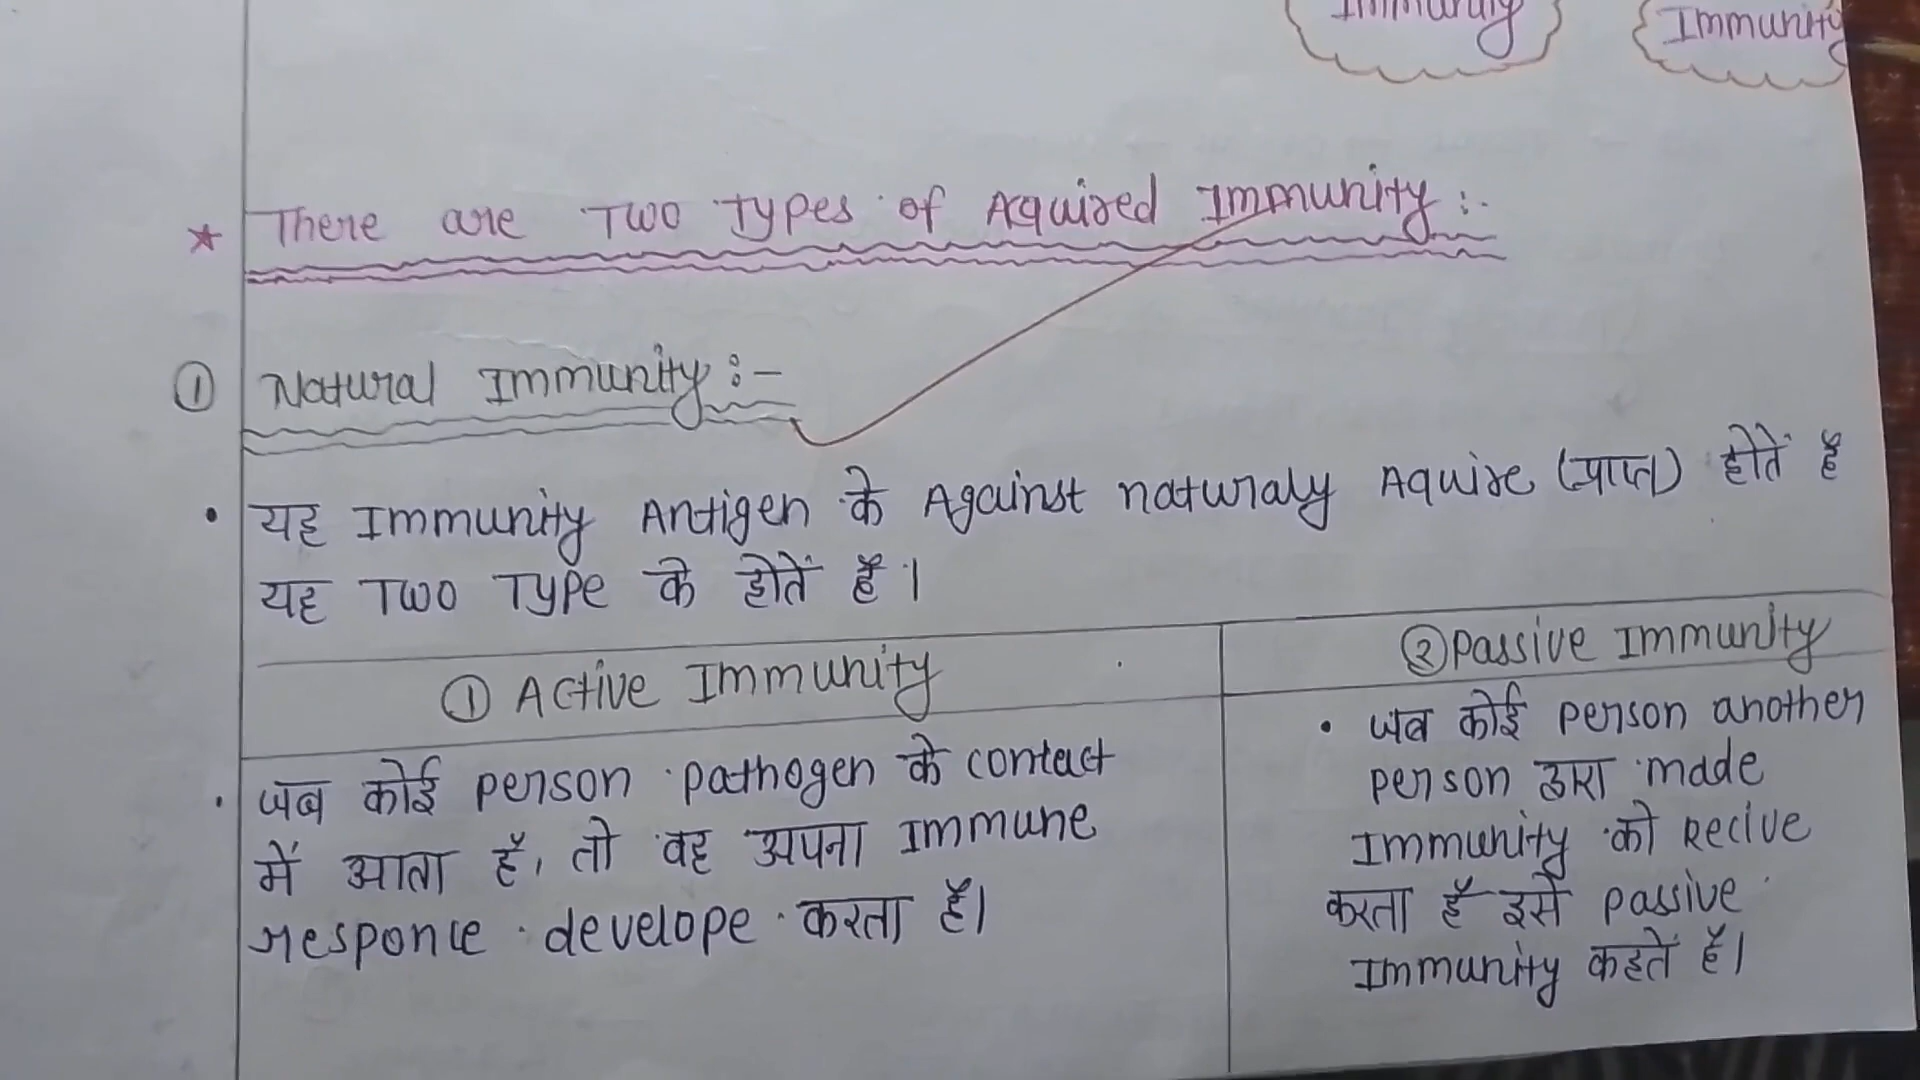 Immunity
Immunity
★ There are Two Types of Aquired Immunity :-
① Natural Immunity :-
• यह Immunity Antigen के Against naturaly Aquire (प्राप्त) होतें हैं
यह Two Type के होतें हैं।
① Active Immunity
• जब कोई person pathogen के contact
में आता हैं, तो वह अपना Immune
responce develope करता हैं।
② Passive Immunity
• जब कोई person another
person द्वारा made
Immunity को Recive
करता हैं इसे passive
Immunity कहतें हैं।